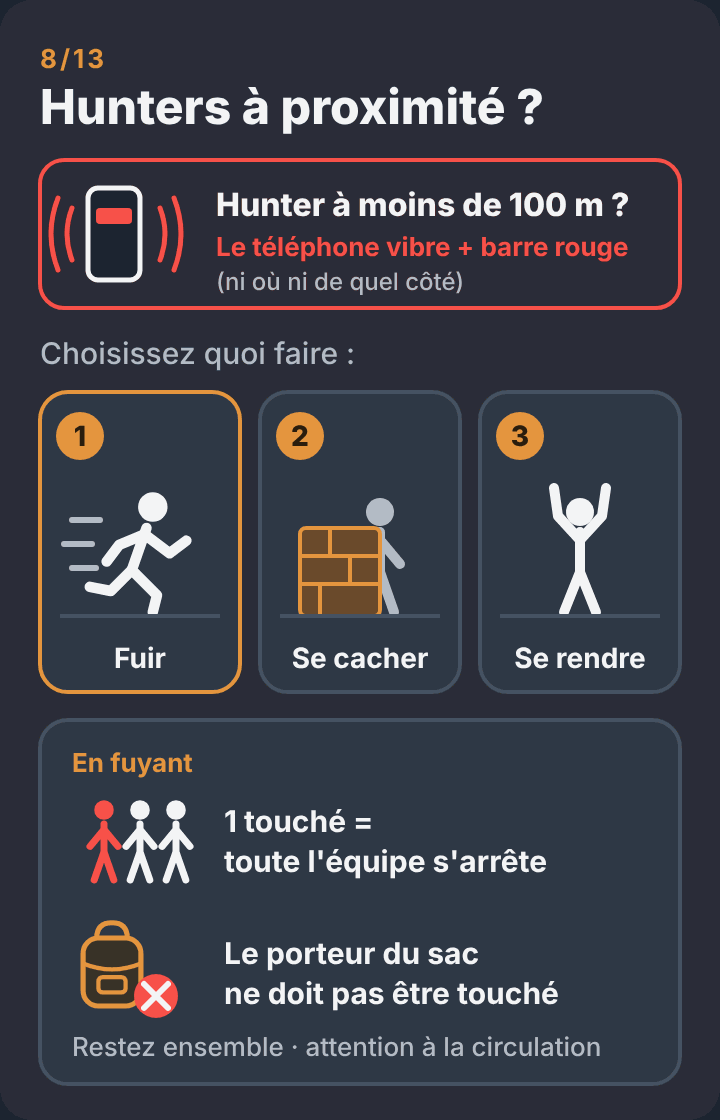 8/13
Hunters à proximité ?
Hunter à moins de 100 m ?
Le téléphone vibre + barre rouge
(ni où ni de quel côté)
Choisissez quoi faire :
1
2
3
Fuir
Se cacher
Se rendre
En fuyant
1 touché =
toute l'équipe s'arrête
Le porteur du sac
ne doit pas être touché
Restez ensemble · attention à la circulation